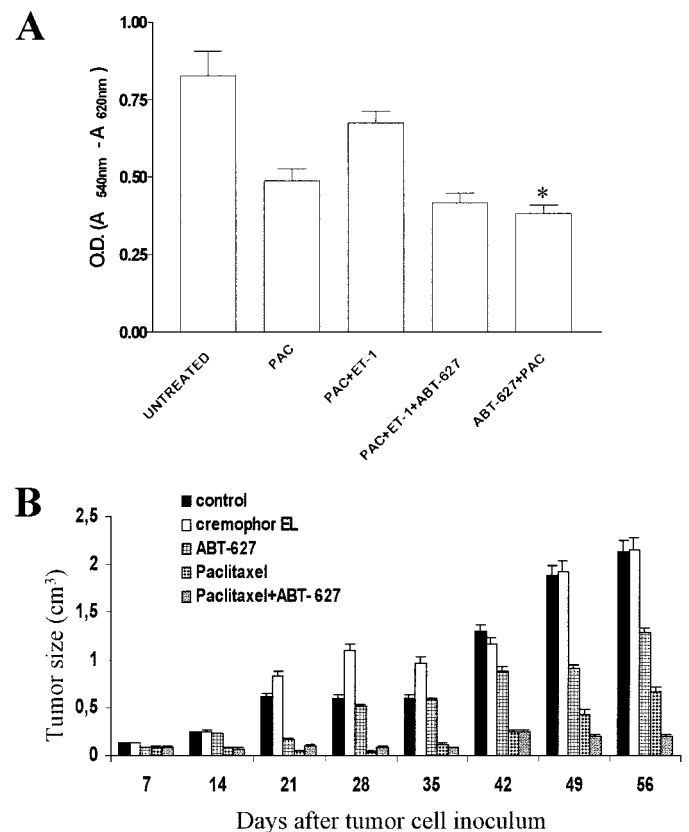 A
1.00
0.75
0.50
0.25
0.00
O.D. (A 540nm - A 620nm)
*
UNTREATED
PAC
PAC+ET-1
PAC+ET-1+ABT-627
ABT-627+PAC
B
control
cremophor EL
ABT-627
Paclitaxel
Paclitaxel+ABT- 627
2,5
2
1,5
1
0,5
0
Tumor size (cm³)
7 14 21 28 35 42 49 56
Days after tumor cell inoculum